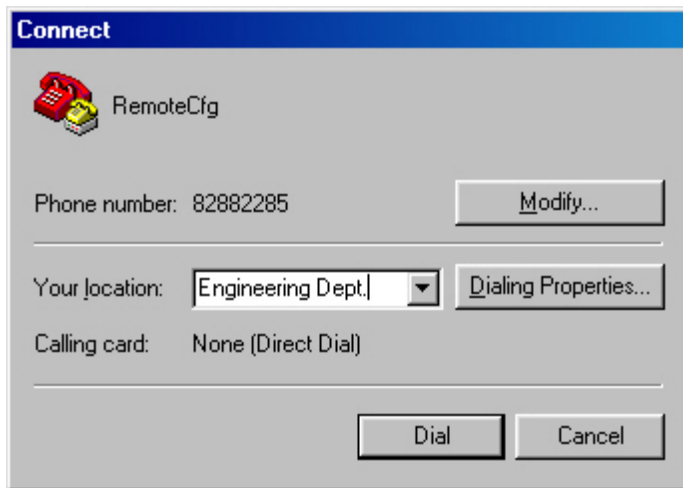 Connect
RemoteCfg
Phone number: 82882285 Modify...
Your location: Engineering Dept. Dialing Properties...
Calling card: None (Direct Dial)
Dial Cancel